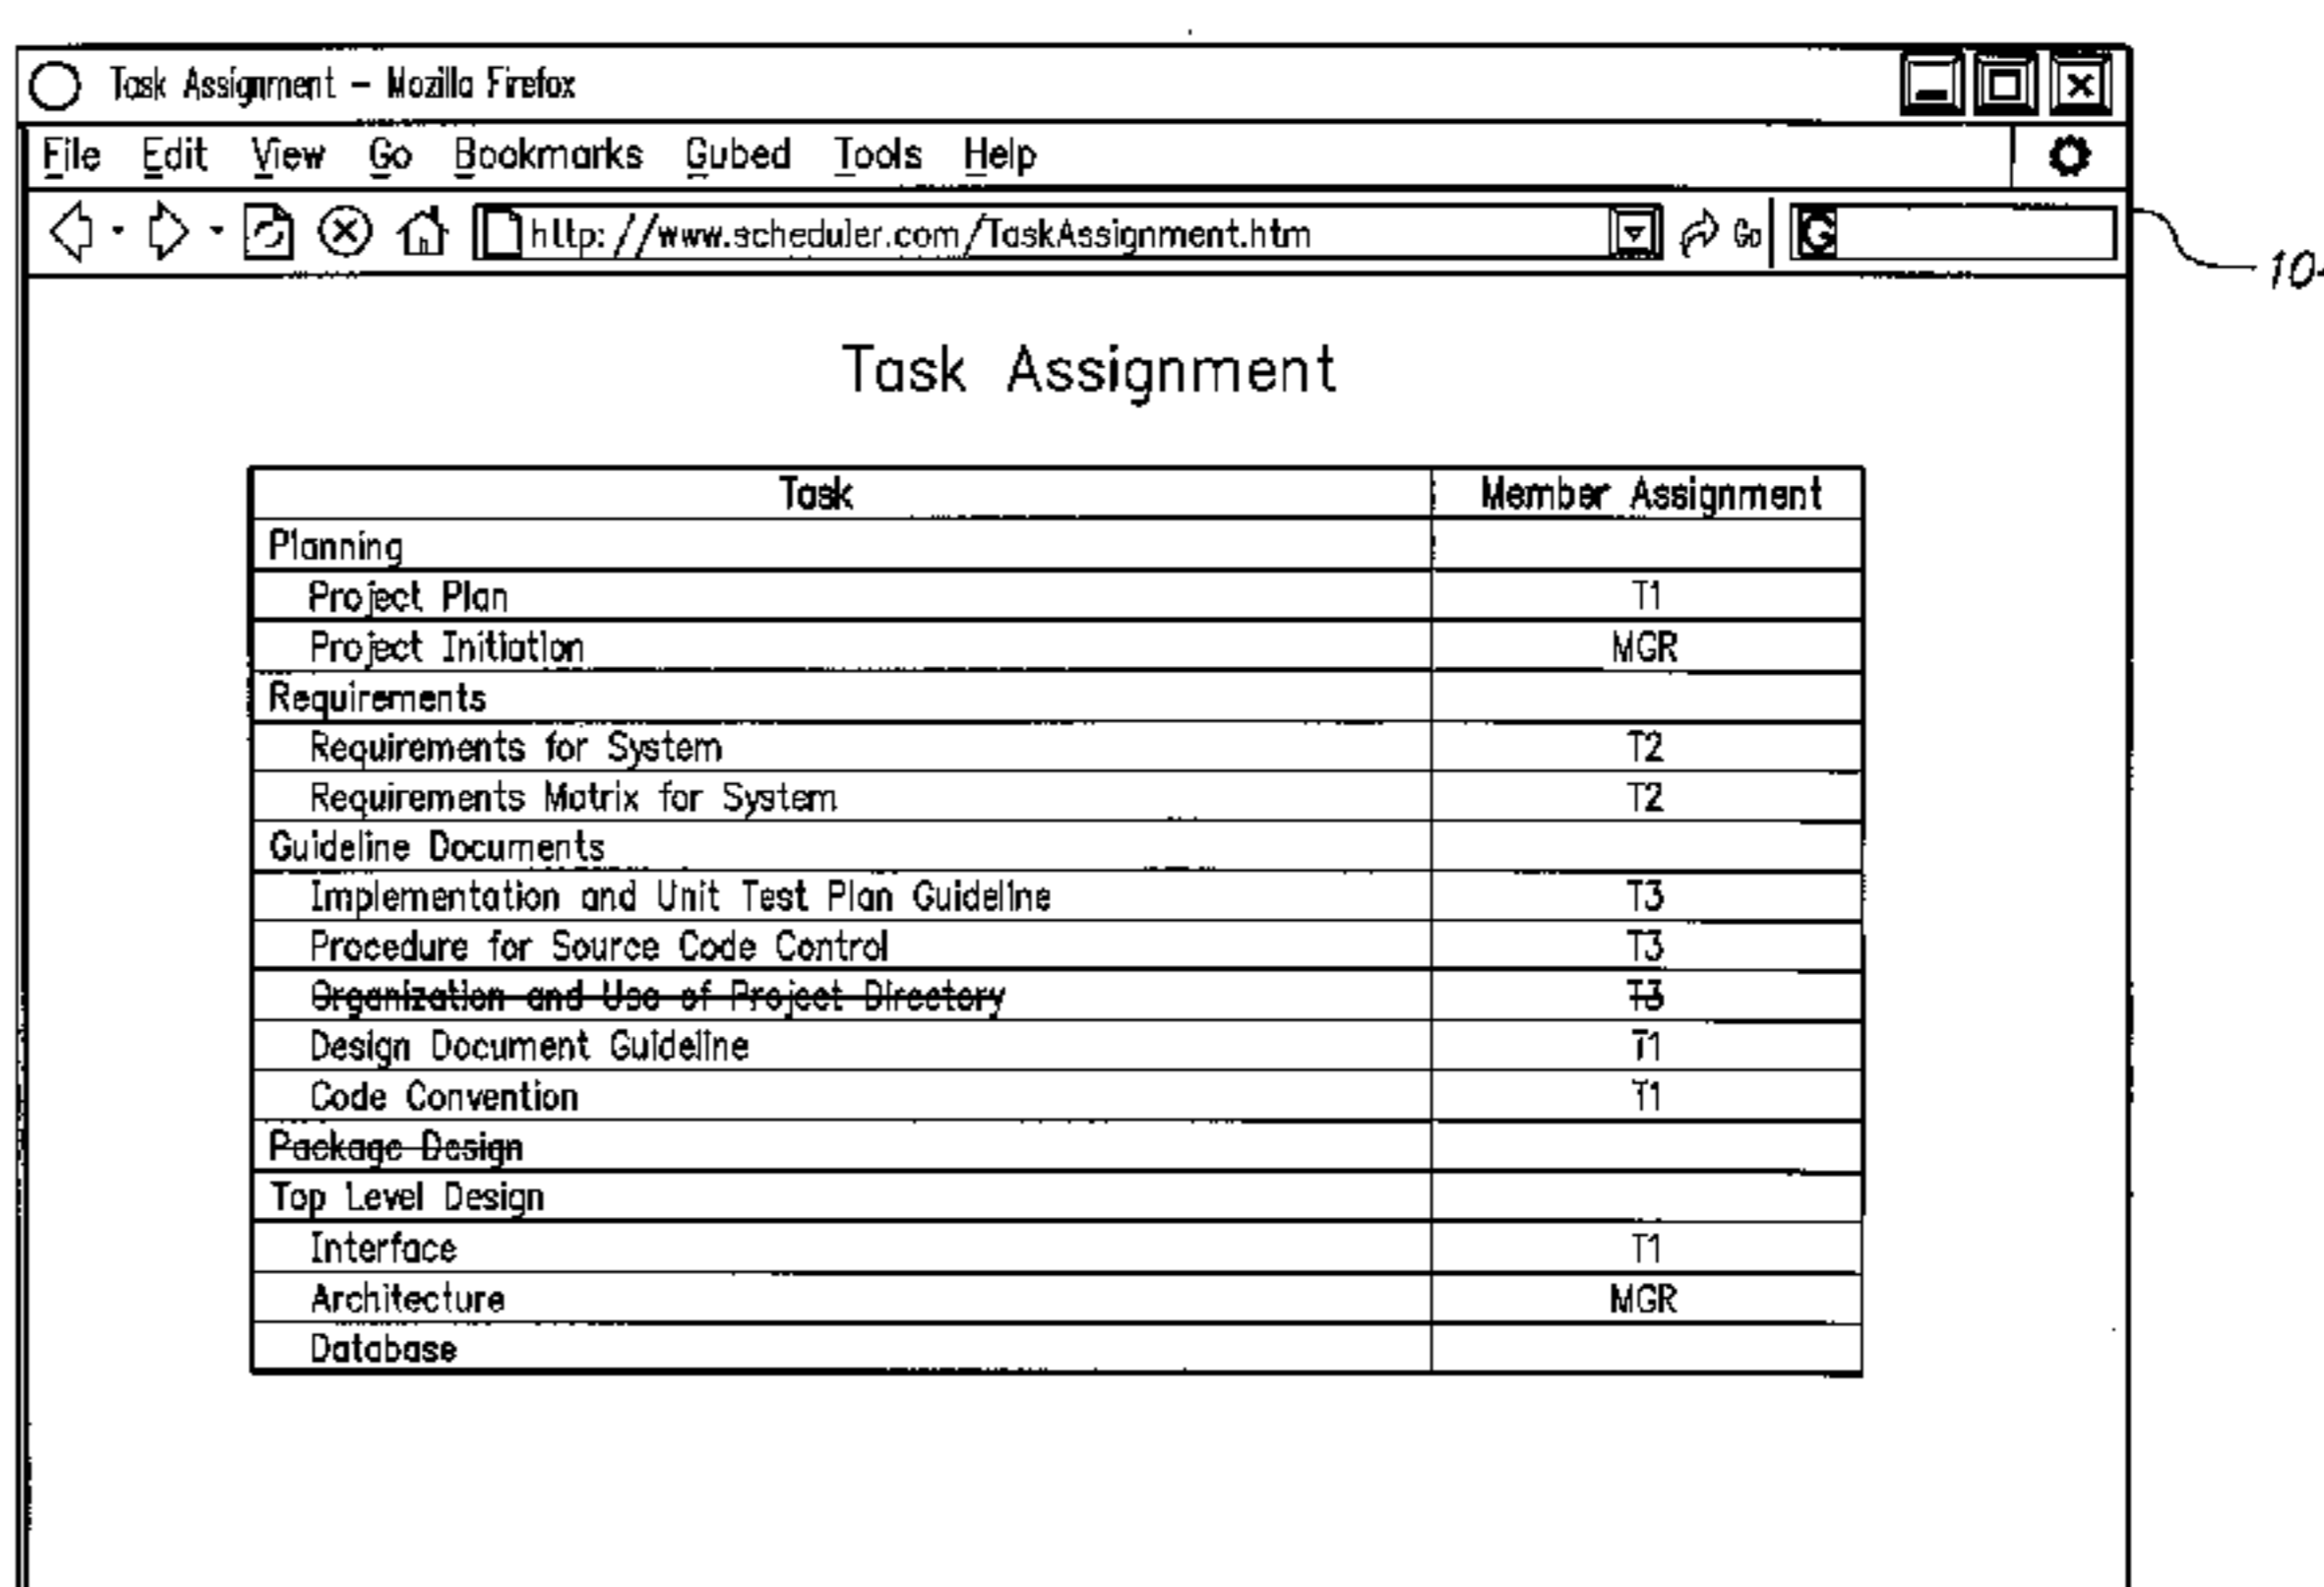 Task Assignment – Mozilla Firefox
File Edit View Go Bookmarks Gubed Tools Help
http://www.scheduler.com/TaskAssignment.htm Go G
Task Assignment
Task Member Assignment
Planning
Project Plan T1
Project Initiation MGR
Requirements
Requirements for System T2
Requirements Matrix for System T2
Guideline Documents
Implementation and Unit Test Plan Guideline T3
Procedure for Source Code Control T3
Organization and Use of Project Directory T3
Design Document Guideline T1
Code Convention T1
Package Design
Top Level Design
Interface T1
Architecture MGR
Database